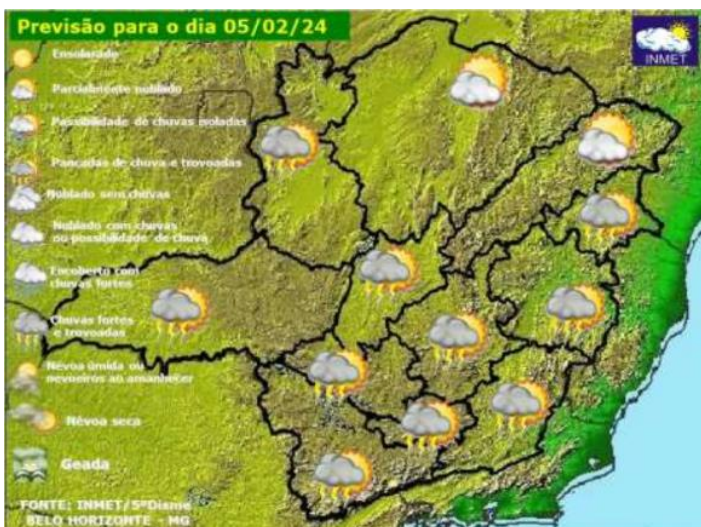 Previsão para o dia 05/02/24
INMET
Ensolarado
Parcialmente nublado
Possibilidade de chuvas isoladas
Pancadas de chuva e trovoadas
Nublado sem chuvas
Nublado com chuvas
ou possibilidade de chuva
Encoberto com
chuvas fortes
Chuvas fortes
e trovoadas
Névoa úmida ou
nevoeiros ao amanhecer
Névoa seca
Geada
FONTE: INMET/5ºDisme
BELO HORIZONTE - MG